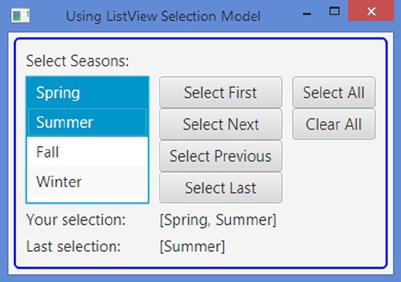 Using ListView Selection Model
Select Seasons:
Spring
Summer
Fall
Winter
Select First
Select Next
Select Previous
Select Last
Select All
Clear All
Your selection: [Spring, Summer]
Last selection: [Summer]